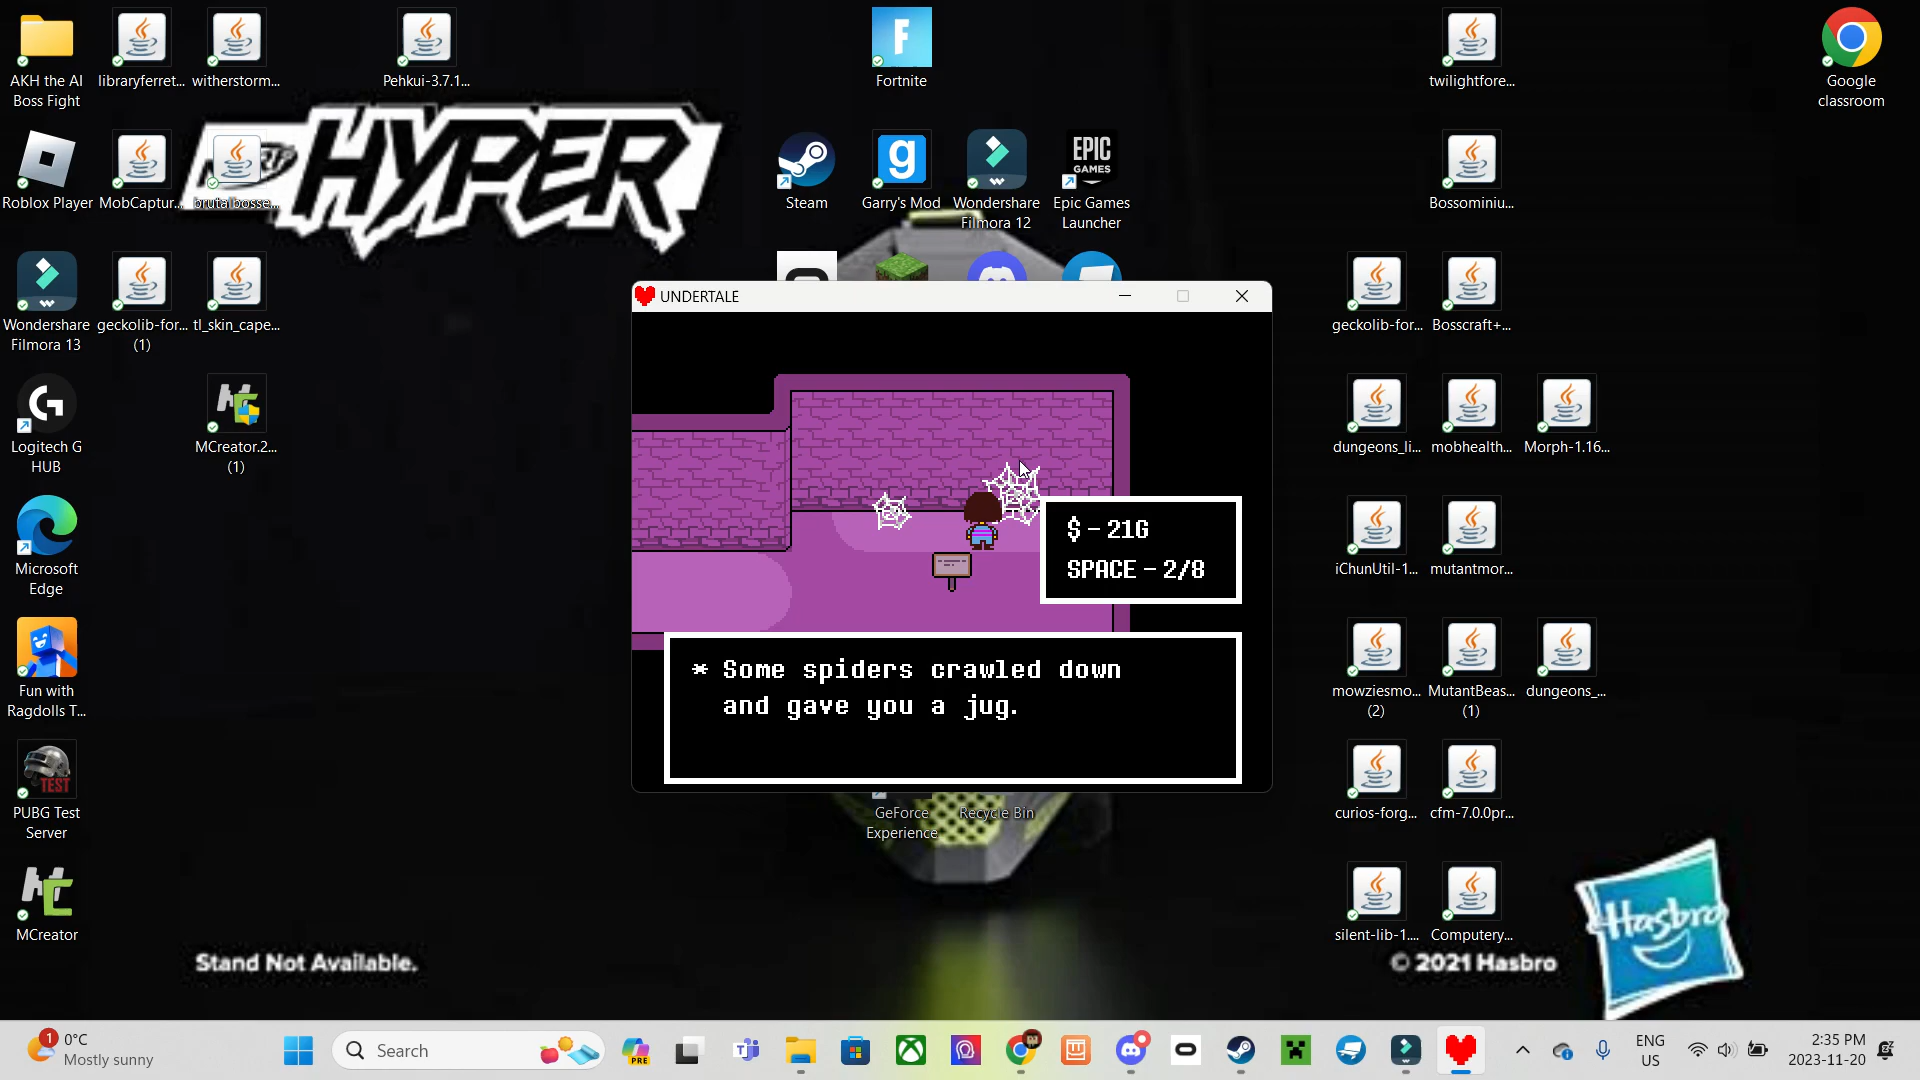 AKH the AI
Boss Fight
libraryferret...
witherstorm...
Pehkui-3.7.1...
Fortnite
twilightfore...
Google
classroom
HYPER
Roblox Player
MobCaptur...
brutalbosse...
Steam
Garry's Mod
Wondershare
Filmora 12
EPIC
GAMES
Epic Games
Launcher
Bossominiu...
Wondershare
Filmora 13
geckolib-for...
(1)
tl_skin_cape...
UNDERTALE
geckolib-for...
Bosscraft+...
Logitech G
HUB
MCreator.2...
(1)
dungeons_li...
mobhealth...
Morph-1.16...
$ - 21G
SPACE - 2/8
Microsoft
Edge
iChunUtil-1...
mutantmor...
* Some spiders crawled down
and gave you a jug.
Fun with
Ragdolls T...
mowziesmo...
(2)
MutantBeas...
(1)
dungeons_...
TEST
PUBG Test
Server
GeForce
Experience
Recycle Bin
curios-forg...
cfm-7.0.0pr...
MCreator
silent-lib-1....
Computery...
Hasbro
Stand Not Available.
© 2021 Hasbro
1
0°C
Mostly sunny
Search
PRE
ENG
US
2:35 PM
2023-11-20